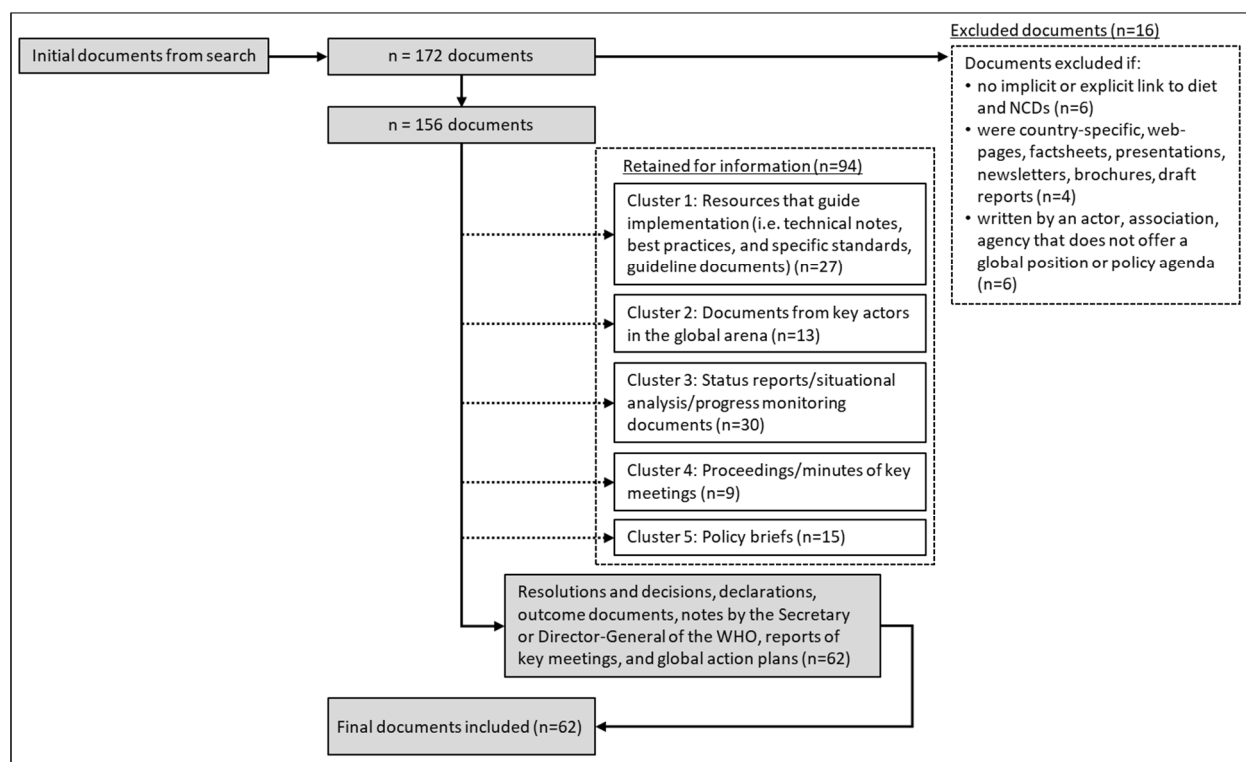 Initial documents from search
n = 172 documents
n = 156 documents
Excluded documents (n=16)
Documents excluded if:
• no implicit or explicit link to diet
and NCDs (n=6)
• were country-specific, web-
pages, factsheets, presentations,
newsletters, brochures, draft
reports (n=4)
• written by an actor, association,
agency that does not offer a
global position or policy agenda
(n=6)
Retained for information (n=94)
Cluster 1: Resources that guide
implementation (i.e. technical notes,
best practices, and specific standards,
guideline documents) (n=27)
Cluster 2: Documents from key actors
in the global arena (n=13)
Cluster 3: Status reports/situational
analysis/progress monitoring
documents (n=30)
Cluster 4: Proceedings/minutes of key
meetings (n=9)
Cluster 5: Policy briefs (n=15)
Resolutions and decisions, declarations,
outcome documents, notes by the Secretary
or Director-General of the WHO, reports of
key meetings, and global action plans (n=62)
Final documents included (n=62)